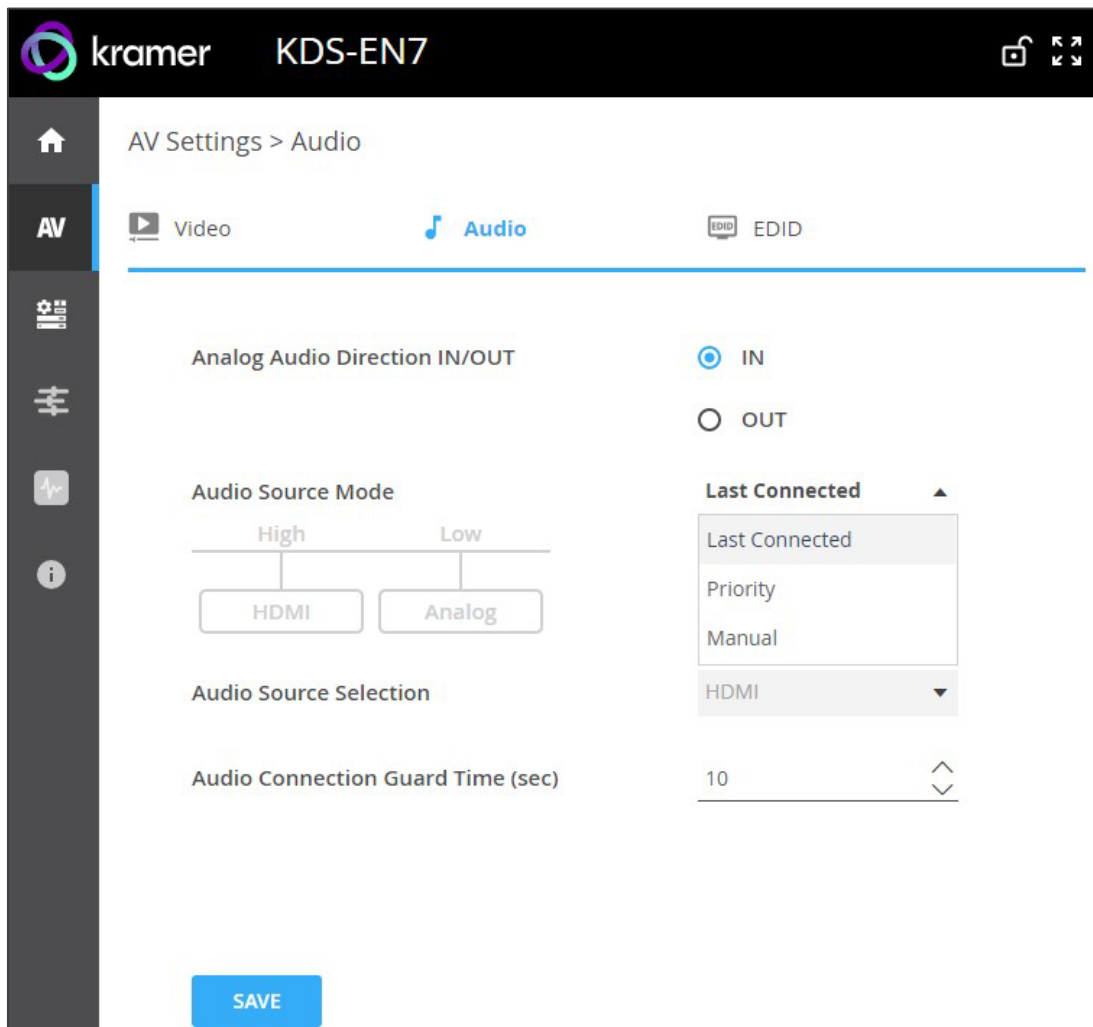 kramer KDS-EN7
AV Settings > Audio
AV
Video Audio EDID EDID
Analog Audio Direction IN/OUT IN
OUT
Audio Source Mode Last Connected
High Low Last Connected
HDMI Analog Priority
Manual
Audio Source Selection HDMI
Audio Connection Guard Time (sec) 10
SAVE